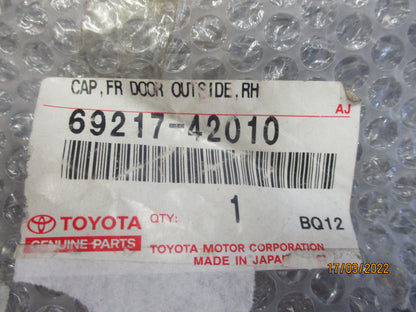 CAP,FR DOOR OUTSIDE,RH
AJ
69217-42010
TOYOTA
GENUINE PARTS
QTY:
1
BQ12
TOYOTA MOTOR CORPORATION
MADE IN JAPAN
17/03/2022